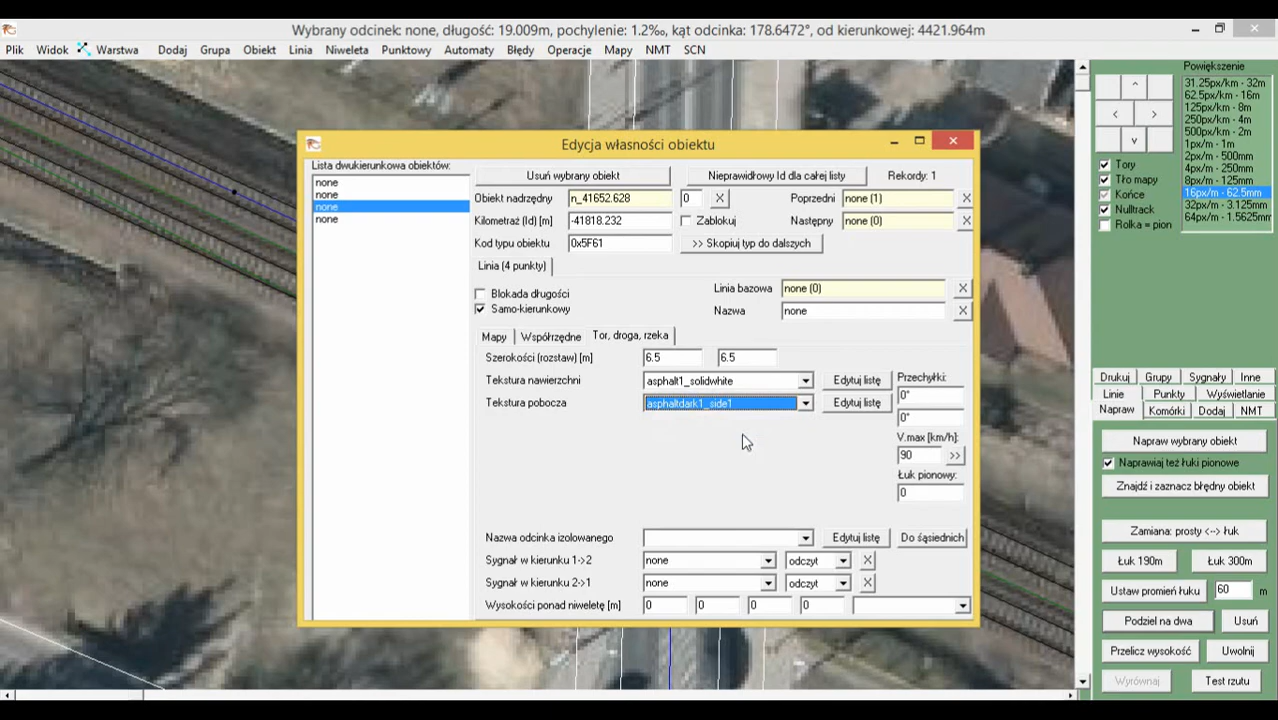 Wybrany odcinek: none, długość: 19.009m, pochylenie: 1.2‰, kąt odcinka: 178.6472°, od kierunkowej: 4421.964m
Plik Widok Warstwa Dodaj Grupa Obiekt Linia Niweleta Punktowy Automaty Błędy Operacje Mapy NMT SCN
Edycja własności obiektu
Lista dwukierunkowa obiektów:
none
none
none
none
Usuń wybrany obiekt Nieprawidłowy Id dla całej listy Rekordy: 1
Obiekt nadrzędny n_41652.628 0 X Poprzedni none (1) X
Kilometraż (Id) [m] -41818.232 Zablokuj Następny none (0) X
Kod typu obiektu 0x5F61 >> Skopiuj typ do dalszych
Linia (4 punkty)
Blokada długości Linia bazowa none (0) X
Samo-kierunkowy Nazwa none X
Mapy Współrzędne Tor, droga, rzeka
Szerokości (rozstaw) [m] 6.5 6.5
Tekstura nawierzchni asphalt1_solidwhite Edytuj listę Przechyłki:
0°
Tekstura pobocza asphaltdark1_side1 Edytuj listę
0°
V.max [km/h]:
90 >>
Łuk pionowy:
0
Nazwa odcinka izolowanego Edytuj listę Do sąsiednich
Sygnał w kierunku 1->2 none odczyt X
Sygnał w kierunku 2->1 none odczyt X
Wysokości ponad niweletę [m] 0 0 0 0
Powiększenie
31.25px/km - 32m
62.5px/km - 16m
125px/km - 8m
250px/km - 4m
500px/km - 2m
1px/m - 1m
2px/m - 500mm
4px/m - 250mm
8px/m - 125mm
16px/m - 62.5mm
32px/m - 3.125mm
64px/m - 1.5625mm
^
< >
v
Tory
Tło mapy
Końce
Nulltrack
Rolka = pion
Drukuj Grupy Sygnały Inne
Linie Punkty Wyświetlanie
Napraw Komórki Dodaj NMT
Napraw wybrany obiekt
Naprawiaj też łuki pionowe
Znajdź i zaznacz błędny obiekt
Zamiana: prosty <--> łuk
Łuk 190m Łuk 300m
Ustaw promień łuku 60 m
Podziel na dwa Usuń
Przelicz wysokość Uwolnij
Wyrównaj Test rzutu